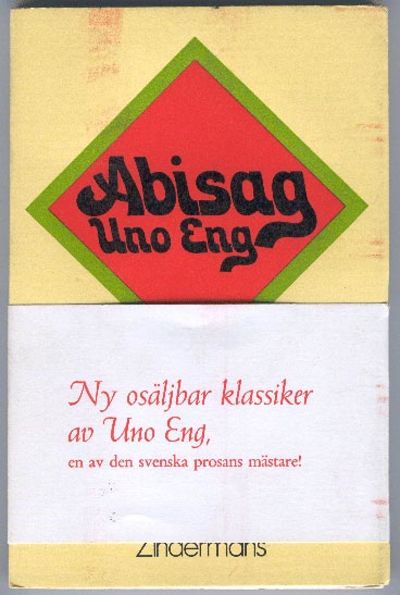 Abisag
Uno Eng
Ny osäljbar klassiker
av Uno Eng,
en av den svenska prosans mästare!
Zindermans